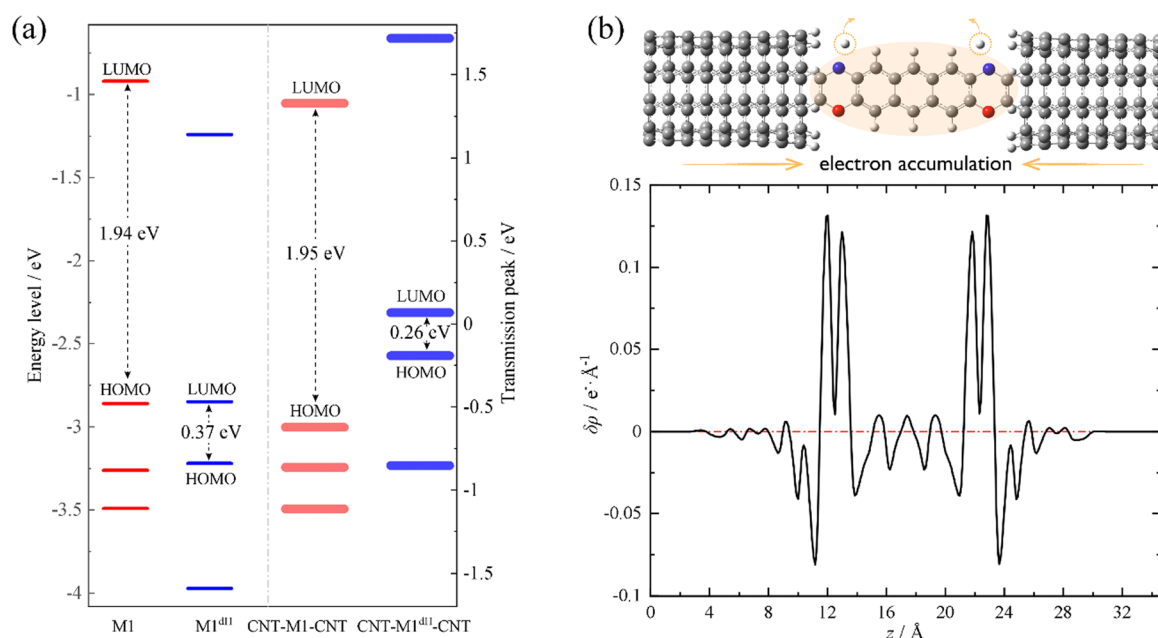 (a)
Energy level / eV
-1
-1.5
-2
-2.5
-3
-3.5
-4
LUMO
1.94 eV
HOMO
LUMO
0.37 eV
HOMO
LUMO
1.95 eV
HOMO
LUMO
0.26 eV
HOMO
1.5
1
0.5
0
-0.5
-1
-1.5
Transmission peak / eV
M1
M1ᵈᴴ
CNT-M1-CNT
CNT-M1ᵈᴴ-CNT
(b)
electron accumulation
δρ / e⁻· Å⁻¹
0.15
0.1
0.05
0
-0.05
-0.1
0
4
8
12
16
20
24
28
32
z / Å